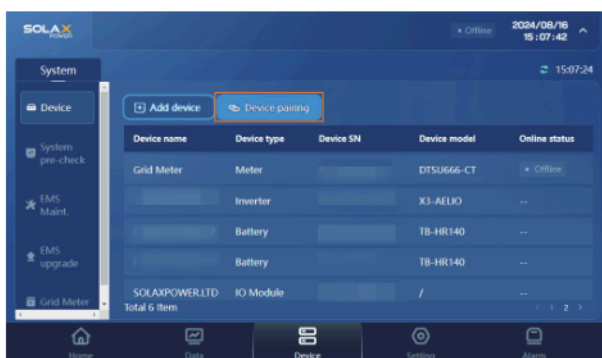 SOLAX
POWER
Offline
2024/08/16
15:07:42
System
15:07:24
Device
Add device
Device pairing
Device name Device type Device SN Device model Online status
System
pre-check
Grid Meter Meter DTSU666-CT Offline
EMS
Maint.
Inverter X3-AELIO --
Battery TB-HR140 --
EMS
upgrade
Battery TB-HR140 --
Grid Meter
SOLAXPOWER.LTD IO Module / --
Total 6 Item
< 1 2 >
Home Data Device Setting Alarm